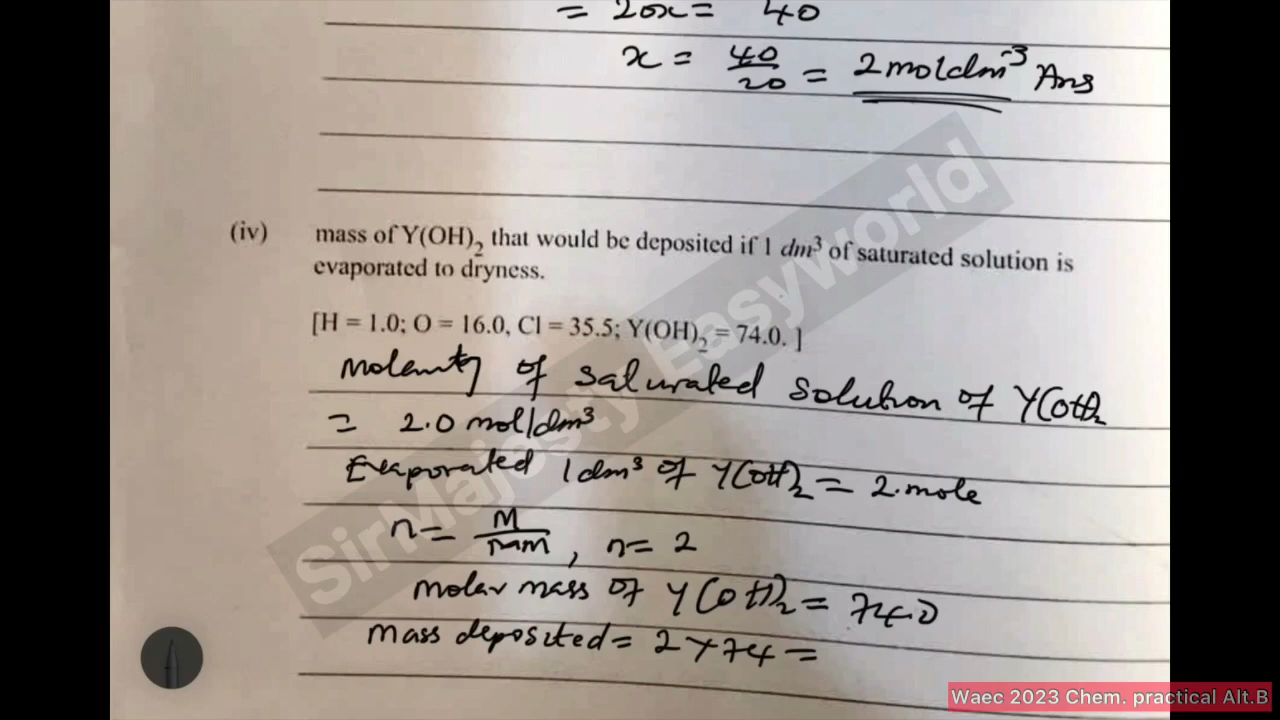 = 20x = 40
x = 40/20 = 2moldm⁻³ Ans
(iv) mass of Y(OH)₂ that would be deposited if 1 dm³ of saturated solution is
evaporated to dryness.
[H = 1.0; O = 16.0, Cl = 35.5; Y(OH)₂ = 74.0. ]
Molarity of saturated solution of Y(OH)₂
= 2.0 mol/dm³
Evaporated 1dm³ of Y(OH)₂ = 2.mole
n = M/mm, n = 2
molar mass of Y(OH)₂ = 74.0
mass deposited = 2 × 74 =
SirMajesty Easyworld
Waec 2023 Chem. practical Alt.B